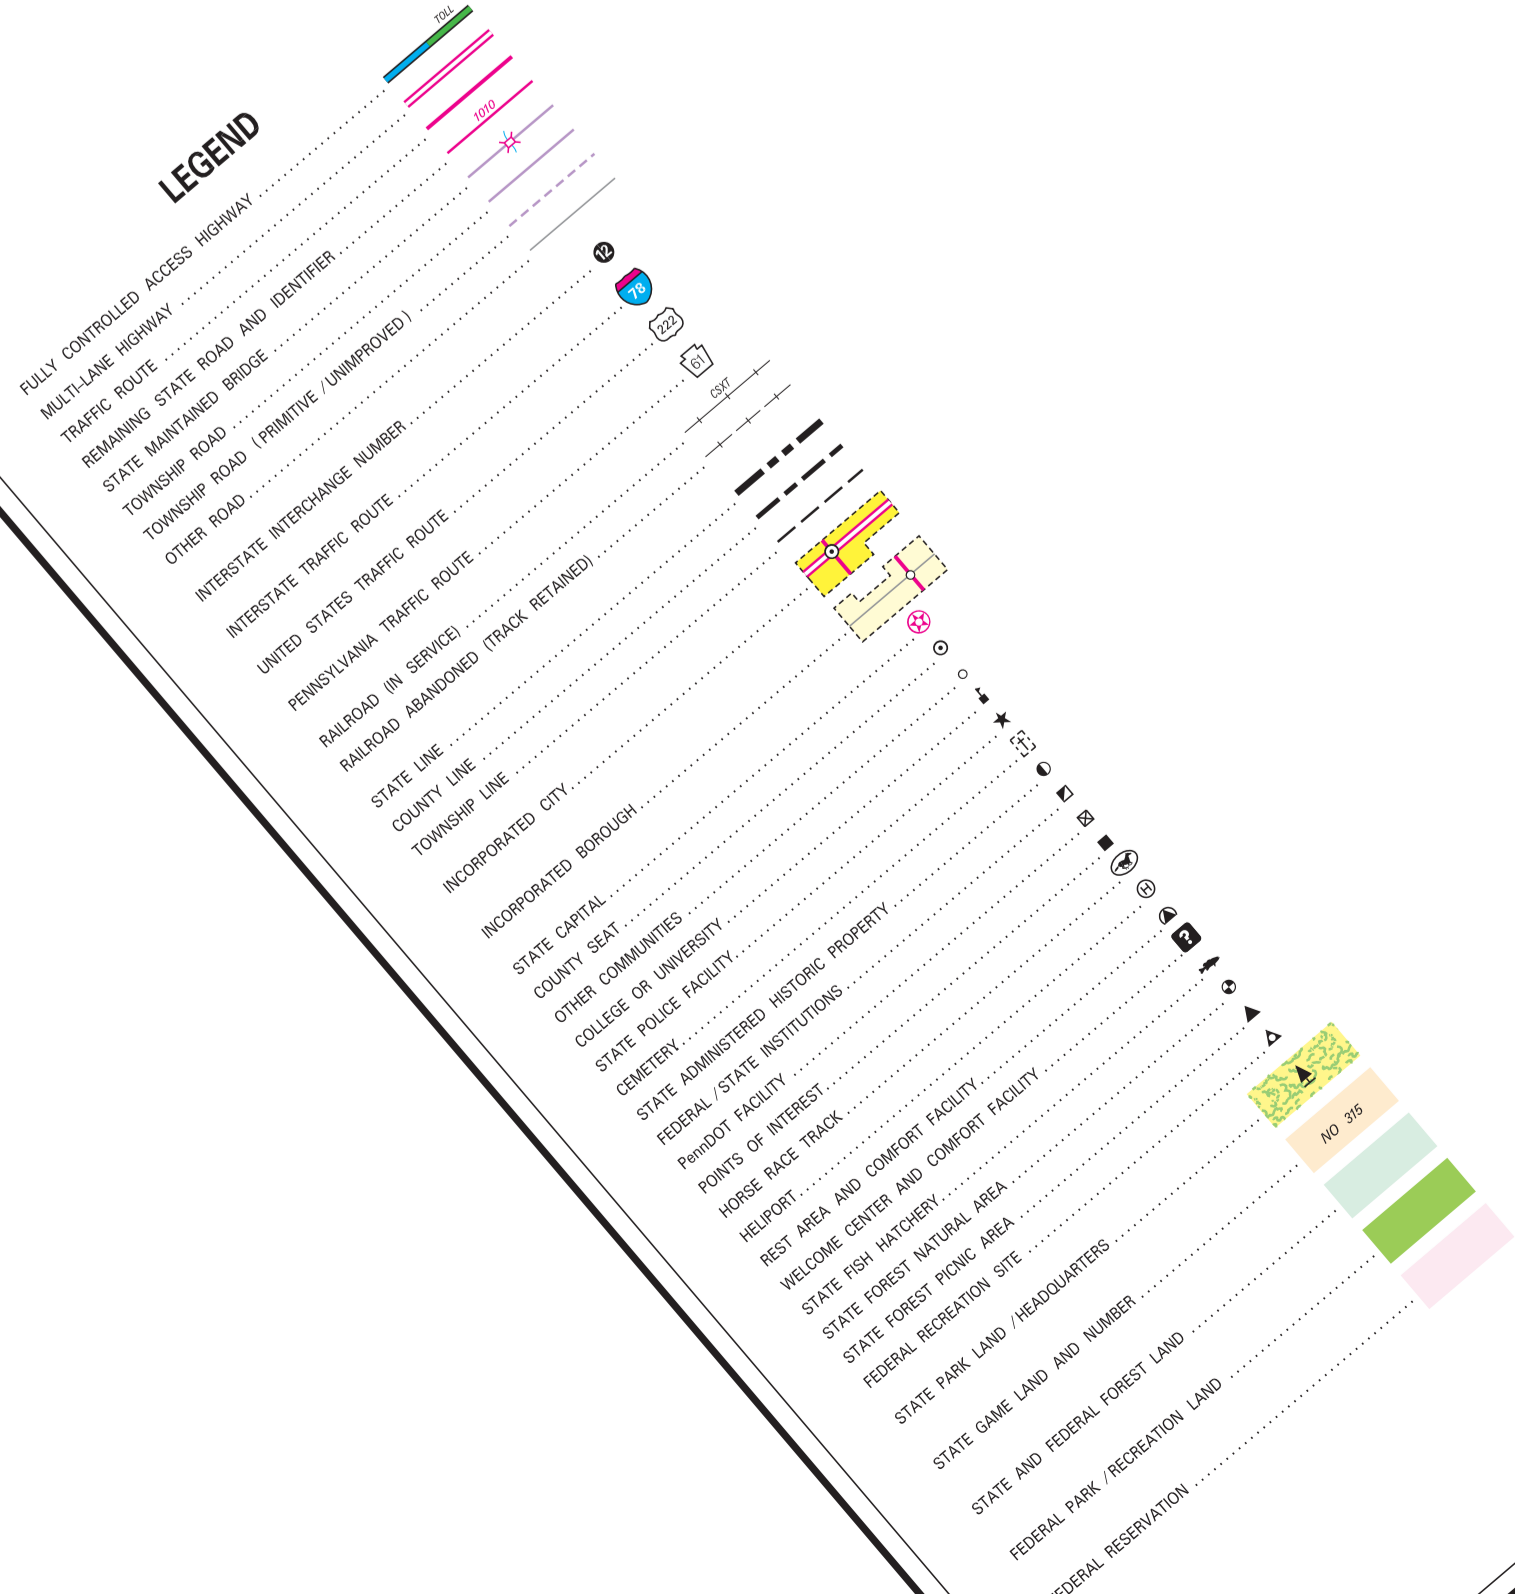 LEGEND
FULLY CONTROLLED ACCESS HIGHWAY TOLL
MULTI-LANE HIGHWAY
TRAFFIC ROUTE
REMAINING STATE ROAD AND IDENTIFIER 1010
STATE MAINTAINED BRIDGE
TOWNSHIP ROAD
TOWNSHIP ROAD (PRIMITIVE/UNIMPROVED)
OTHER ROAD
INTERSTATE INTERCHANGE NUMBER 12
INTERSTATE TRAFFIC ROUTE 78
UNITED STATES TRAFFIC ROUTE 222
PENNSYLVANIA TRAFFIC ROUTE 61
RAILROAD (IN SERVICE) CSXT
RAILROAD ABANDONED (TRACK RETAINED)
STATE LINE
COUNTY LINE
TOWNSHIP LINE
INCORPORATED CITY
INCORPORATED BOROUGH
STATE CAPITAL
COUNTY SEAT
OTHER COMMUNITIES
COLLEGE OR UNIVERSITY
STATE POLICE FACILITY
CEMETERY
STATE ADMINISTERED HISTORIC PROPERTY
FEDERAL/STATE INSTITUTIONS
PennDOT FACILITY
POINTS OF INTEREST
HORSE RACE TRACK
HELIPORT H
REST AREA AND COMFORT FACILITY
WELCOME CENTER AND COMFORT FACILITY ?
STATE FISH HATCHERY
STATE FOREST NATURAL AREA
STATE FOREST PICNIC AREA
FEDERAL RECREATION SITE
STATE PARK LAND /HEADQUARTERS
STATE GAME LAND AND NUMBER NO 315
STATE AND FEDERAL FOREST LAND
FEDERAL PARK /RECREATION LAND
RESERVATION